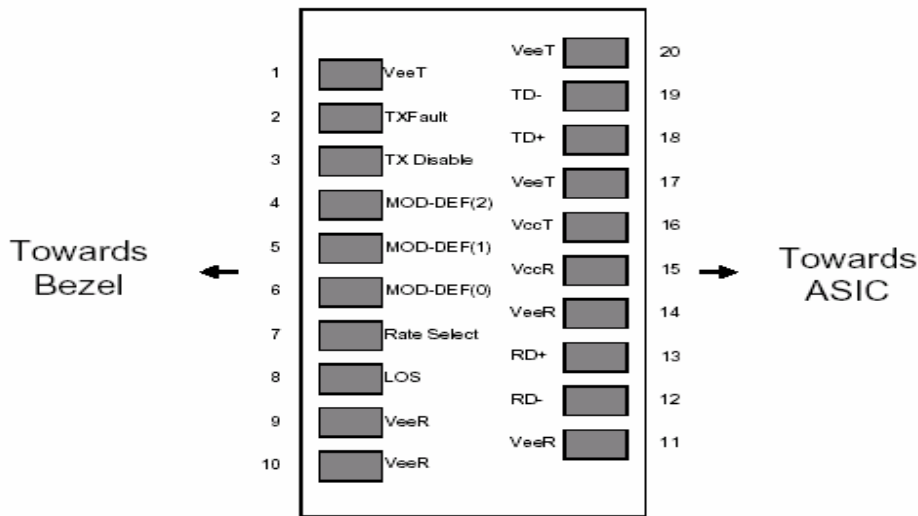 VeeT 20
1 VeeT
TD- 19
2 TXFault
TD+ 18
3 TX Disable
VeeT 17
4 MOD-DEF(2)
VccT 16
5 MOD-DEF(1)
Towards
Bezel
VccR 15
Towards
ASIC
6 MOD-DEF(0)
VeeR 14
7 Rate Select
RD+ 13
8 LOS
RD- 12
9 VeeR
VeeR 11
10 VeeR